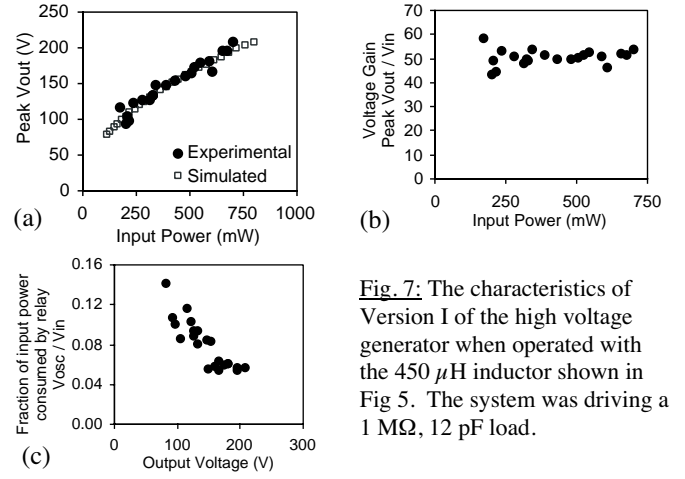 250
200
150
100
50
0
Peak Vout (V)
Experimental
Simulated
0 250 500 750 1000
Input Power (mW)
(a)
70
60
50
40
30
20
10
0
Voltage Gain
Peak Vout / Vin
0 250 500 750
Input Power (mW)
(b)
0.16
0.12
0.08
0.04
0.00
Fraction of input power
consumed by relay
Vosc / Vin
0 100 200 300
Output Voltage (V)
(c)
Fig. 7: The characteristics of
Version I of the high voltage
generator when operated with
the 450 µH inductor shown in
Fig 5. The system was driving a
1 MΩ, 12 pF load.